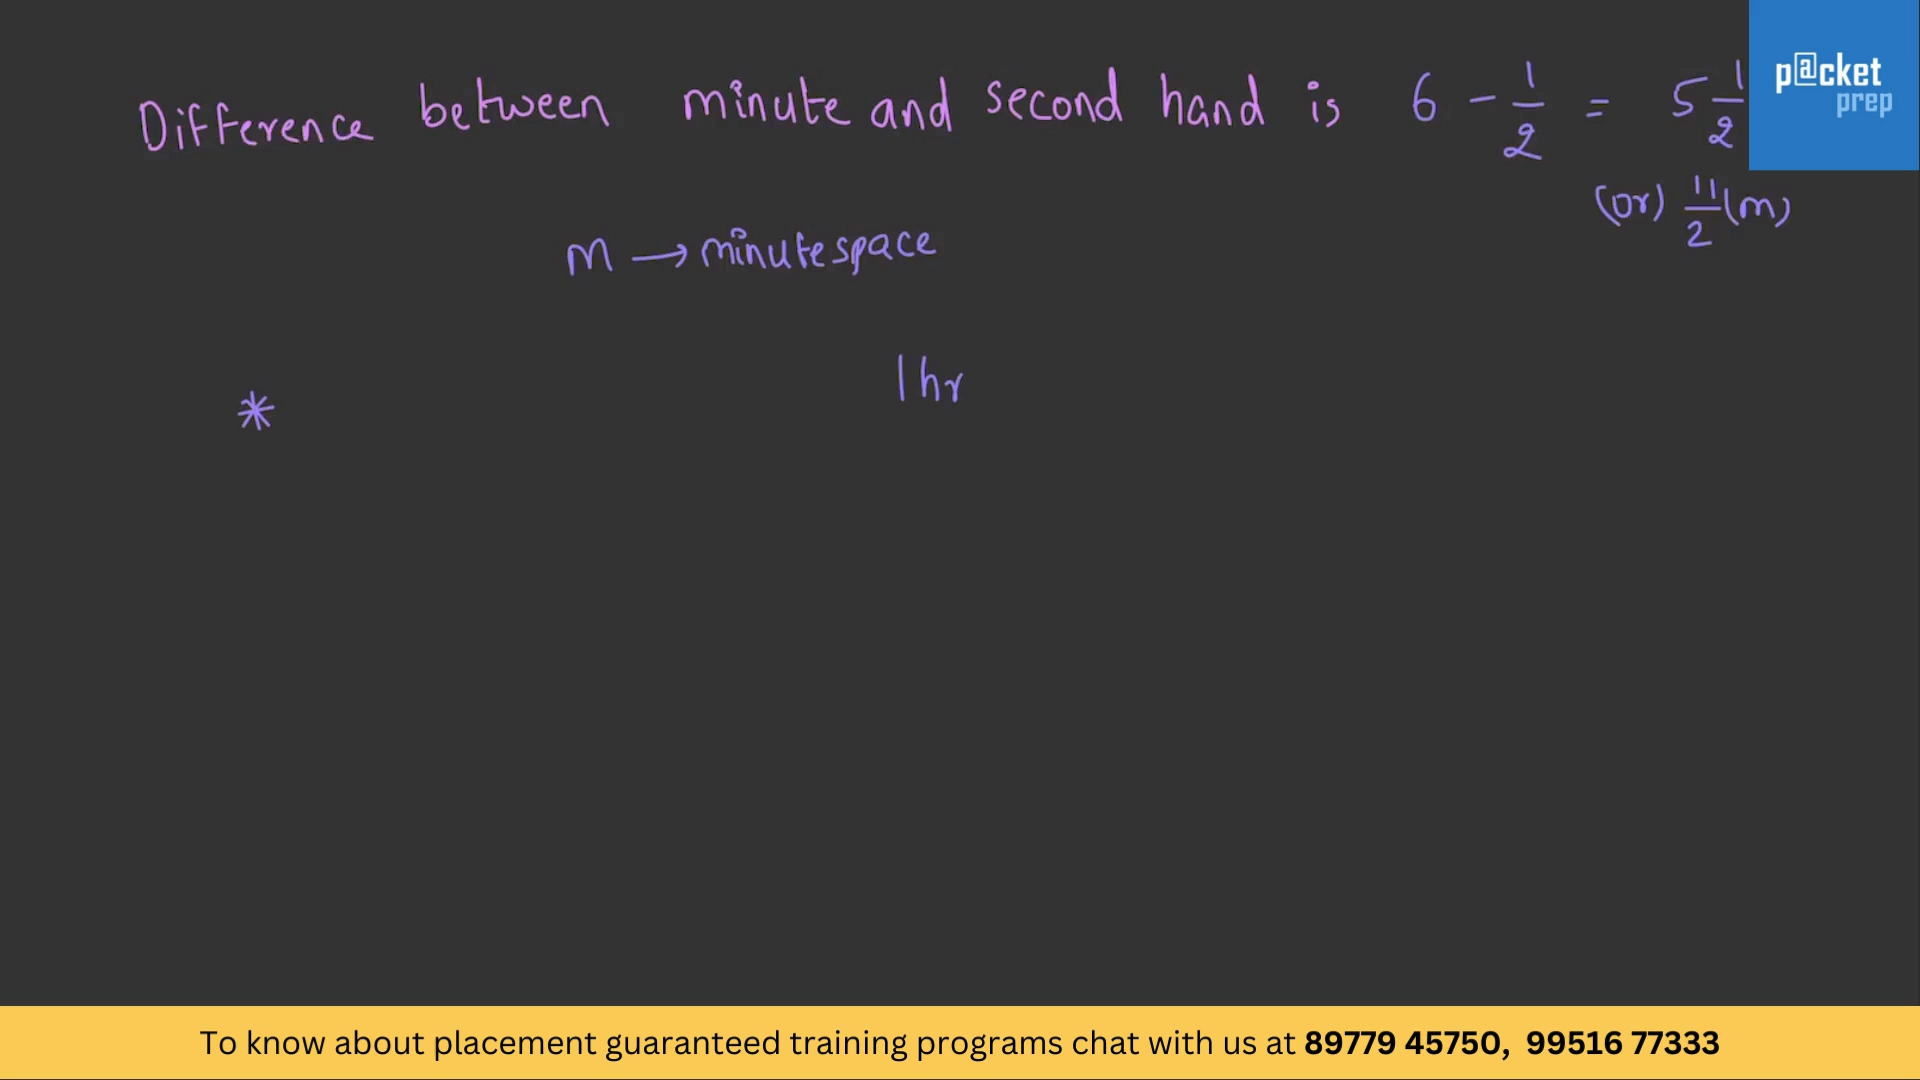 Difference between minute and second hand is 6 - 1/2 = 5 1/2
(or) 11/2 (m)
m → minute space
1 hr
*
p@cket
prep
To know about placement guaranteed training programs chat with us at 89779 45750, 99516 77333